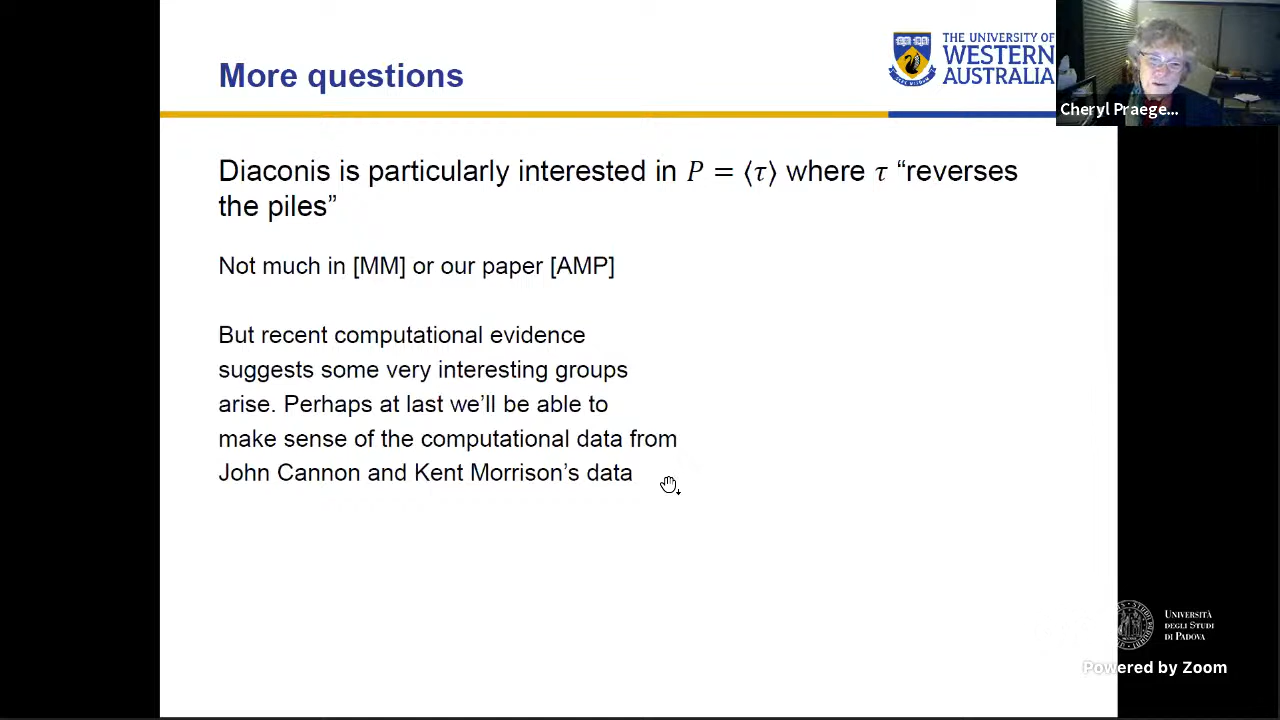 More questions
THE UNIVERSITY OF
WESTERN
AUSTRALIA
Cheryl Praege...
Diaconis is particularly interested in 𝑃 = ⟨𝜏⟩ where 𝜏 “reverses
the piles”
Not much in [MM] or our paper [AMP]
But recent computational evidence
suggests some very interesting groups
arise. Perhaps at last we’ll be able to
make sense of the computational data from
John Cannon and Kent Morrison’s data
UNIVERSITÀ
DEGLI STUDI
DI PADOVA
Powered by Zoom